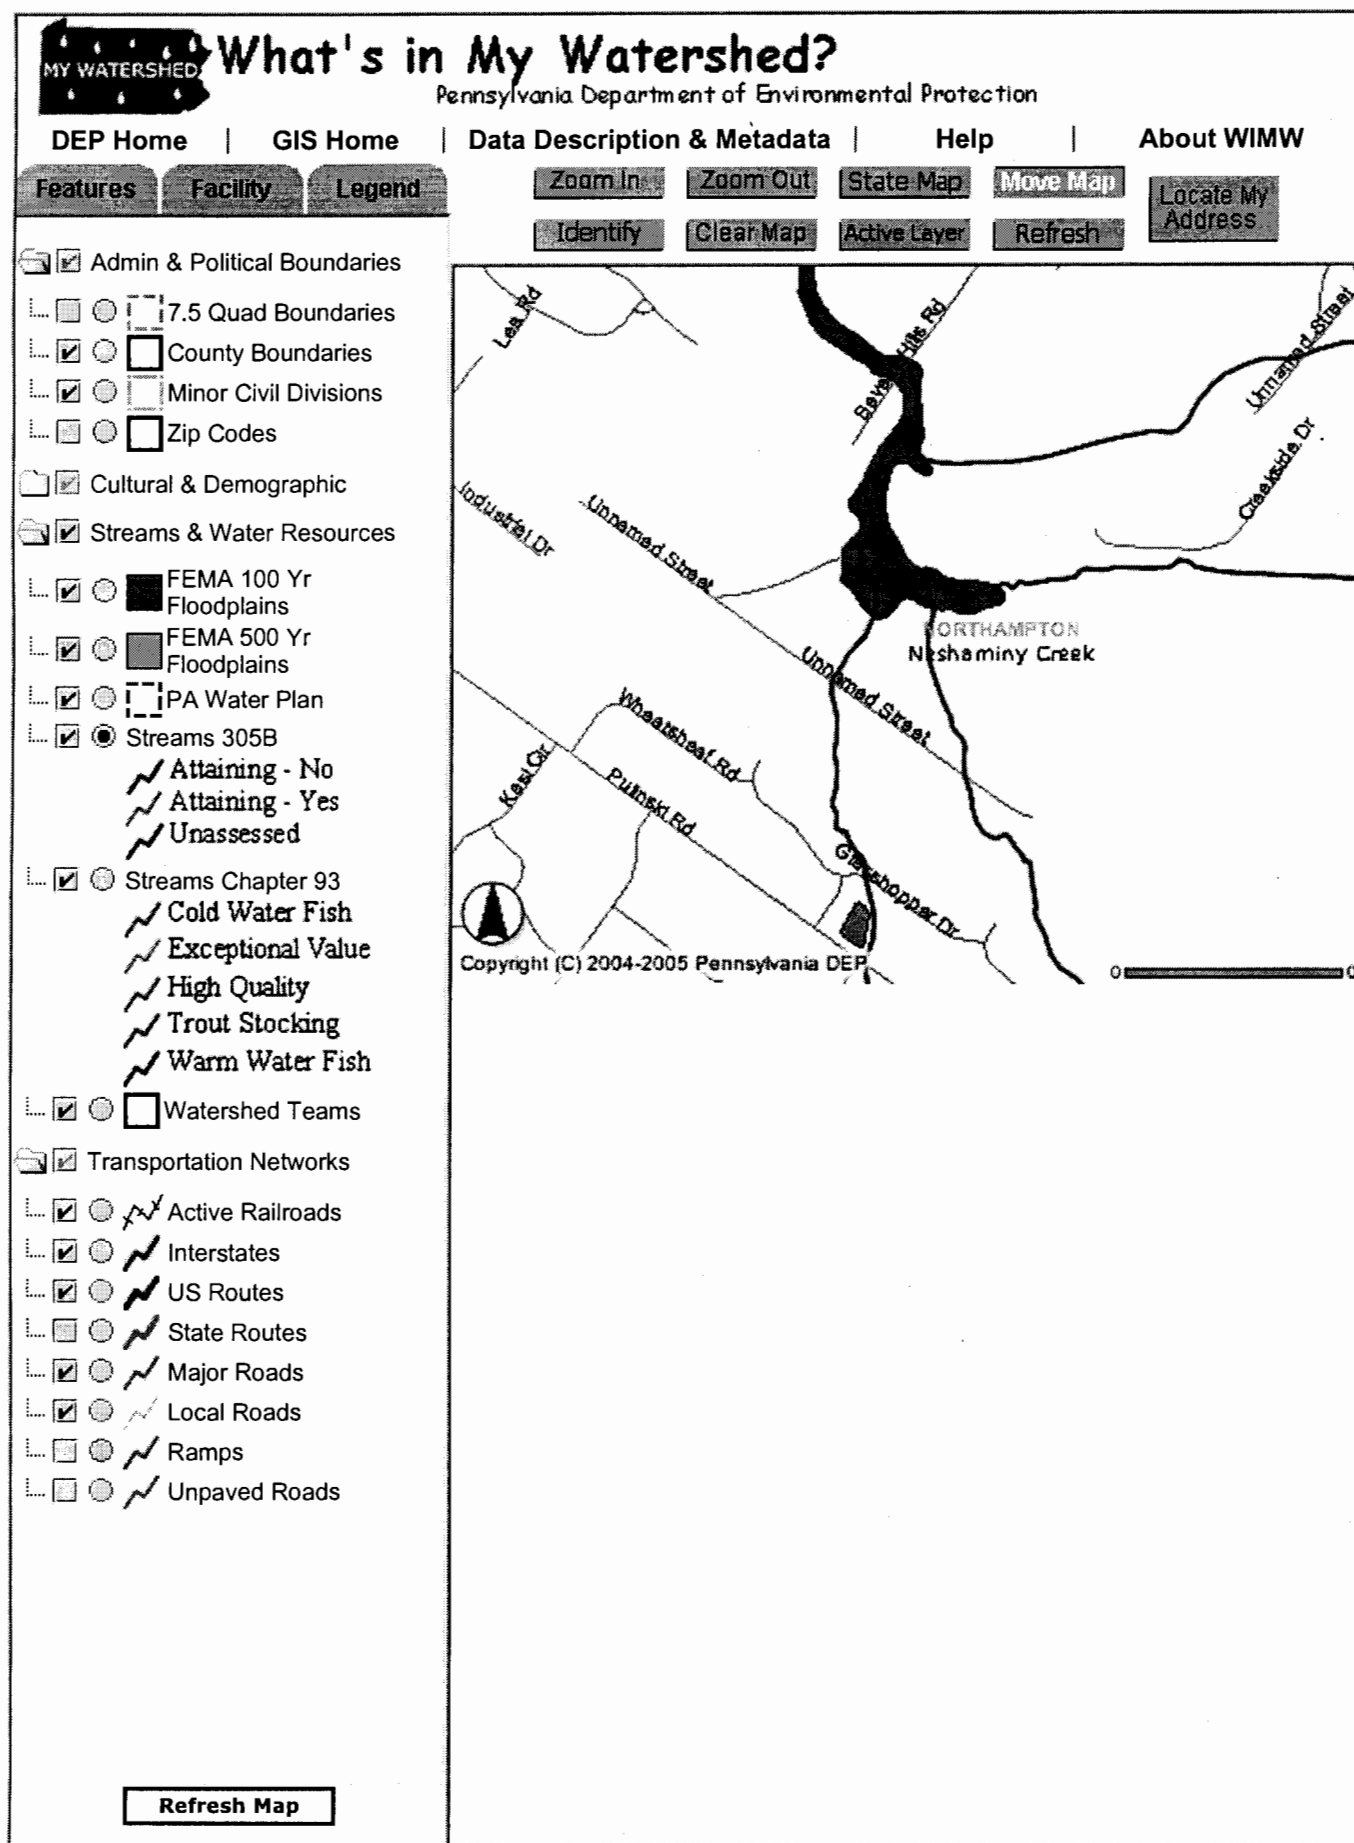 MY WATERSHED
What's in My Watershed?
Pennsylvania Department of Environmental Protection
DEP Home | GIS Home | Data Description & Metadata | Help | About WIMW
Features Facility Legend
Zoom In Zoom Out State Map Move Map
Locate My
Address
Identify Clear Map Active Layer Refresh
Admin & Political Boundaries
7.5 Quad Boundaries
County Boundaries
Minor Civil Divisions
Zip Codes
Cultural & Demographic
Streams & Water Resources
FEMA 100 Yr
Floodplains
FEMA 500 Yr
Floodplains
PA Water Plan
Streams 305B
Attaining - No
Attaining - Yes
Unassessed
Streams Chapter 93
Cold Water Fish
Exceptional Value
High Quality
Trout Stocking
Warm Water Fish
Watershed Teams
Transportation Networks
Active Railroads
Interstates
US Routes
State Routes
Major Roads
Local Roads
Ramps
Unpaved Roads
Refresh Map
Lea Rd
Hills Rd
Unnamed Street
Creekside Dr
Industrial Dr
Unnamed Street
NORTHAMPTON
Neshaminy Creek
Unnamed Street
Wheatsheaf Rd
Pulinski Rd
Dr
Copyright (C) 2004-2005 Pennsylvania DEP
0